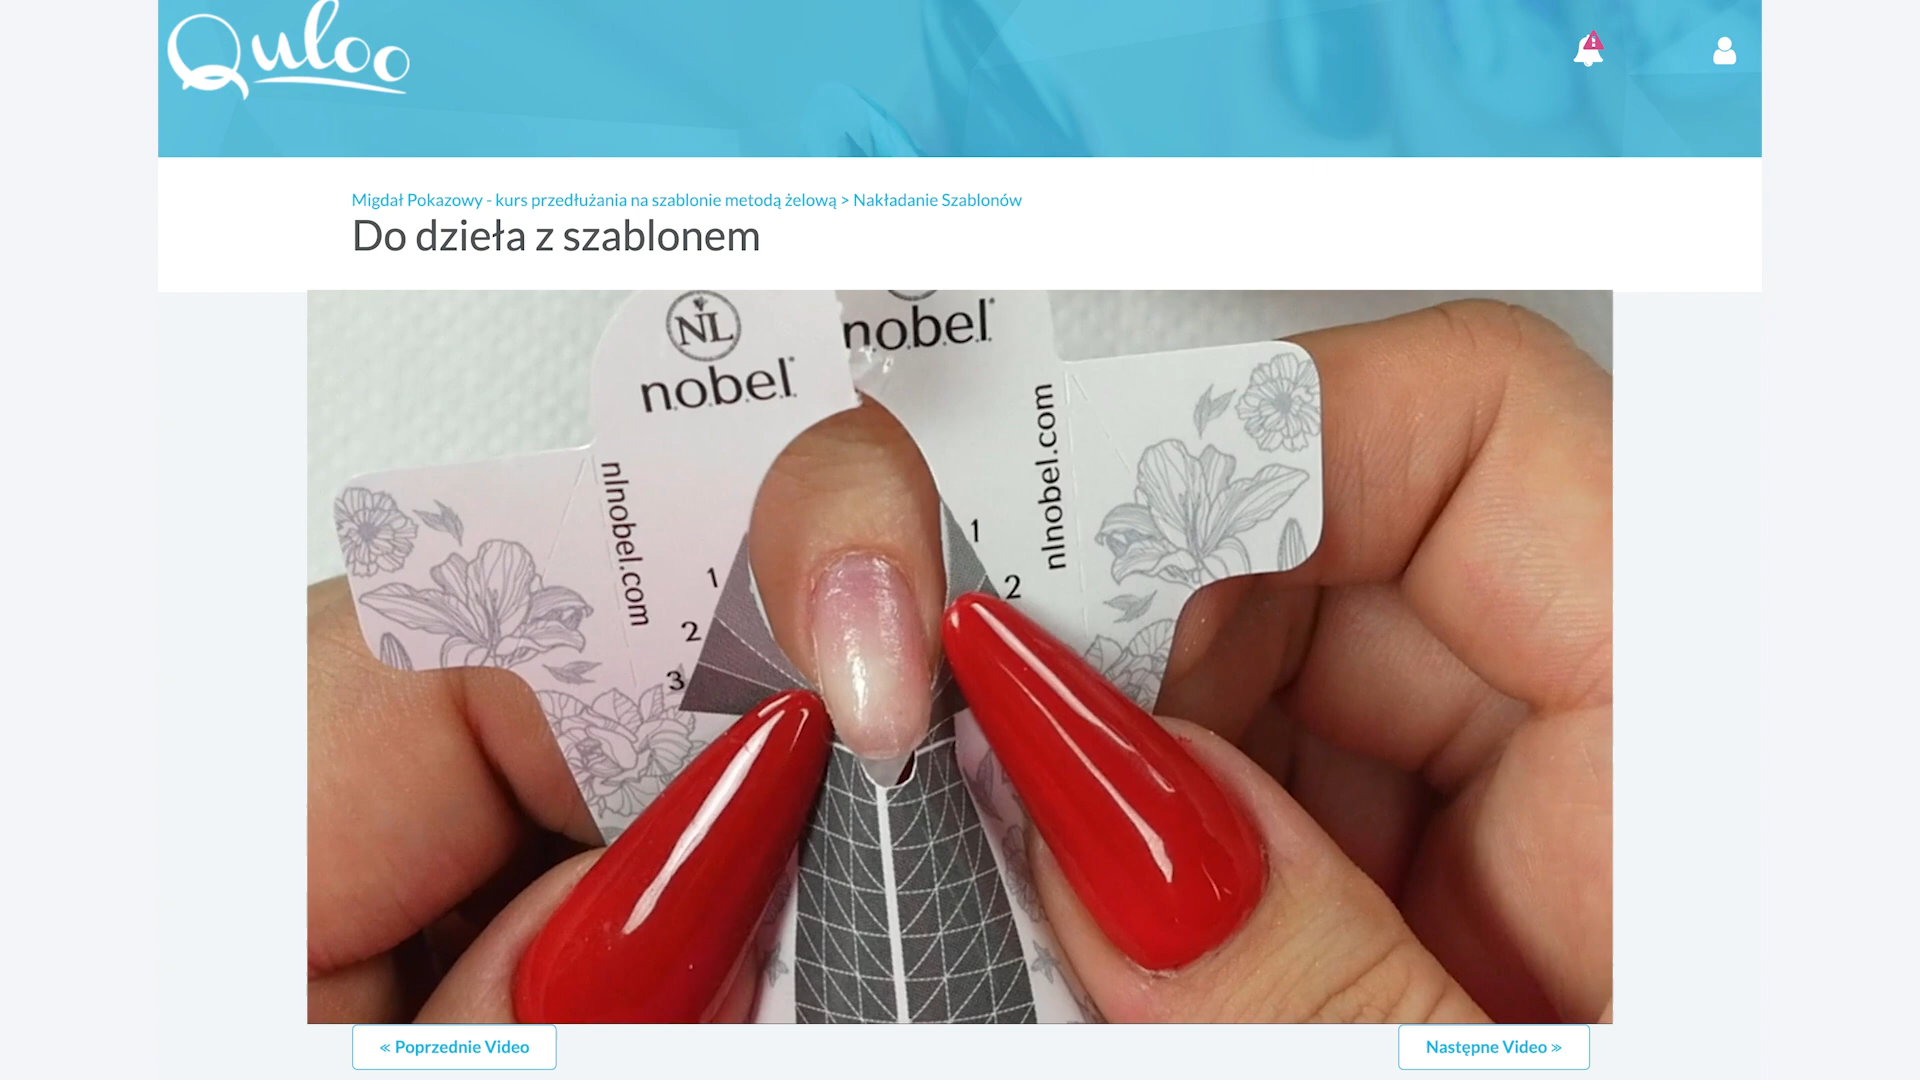 Quloo
Migdał Pokazowy - kurs przedłużania na szablonie metodą żelową > Nakładanie Szablonów
Do dzieła z szablonem
NL
nobel
nobel
nlnobel.com
nlnobel.com
1
2
3
1
2
« Poprzednie Video
Następne Video »